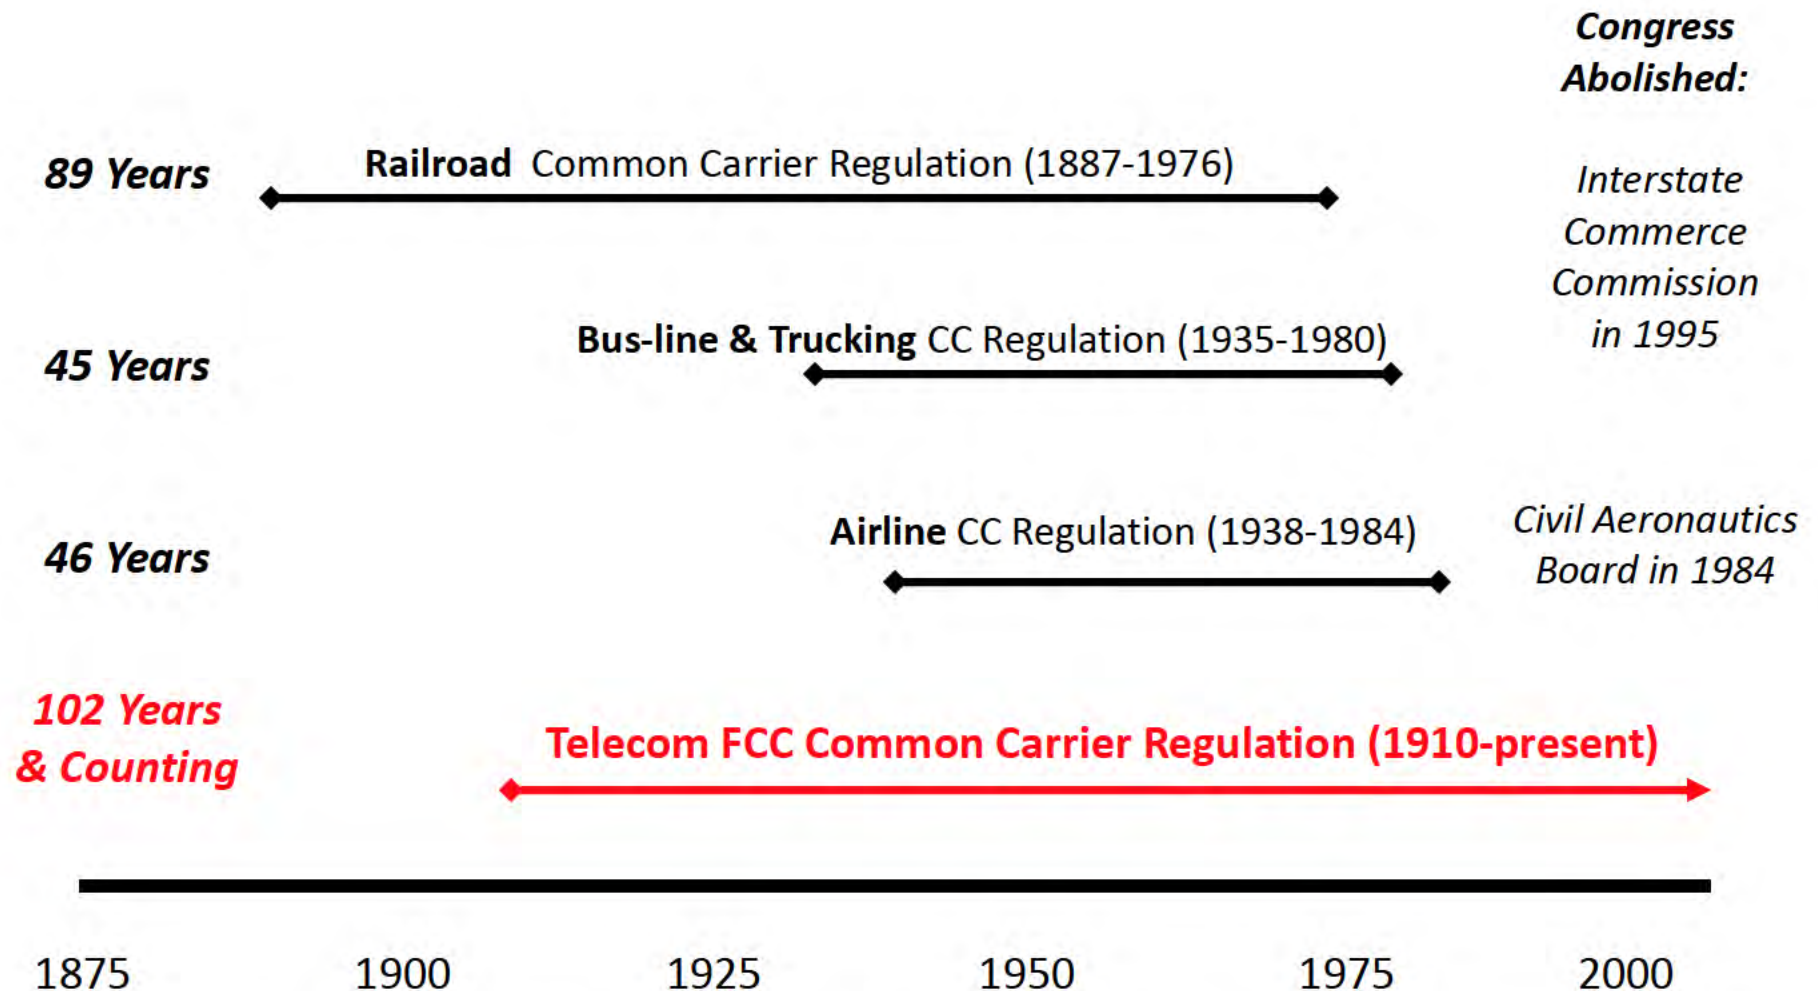 Congress
Abolished:
89 Years
Railroad Common Carrier Regulation (1887-1976)
Interstate
Commerce
Commission
in 1995
45 Years
Bus-line & Trucking CC Regulation (1935-1980)
46 Years
Airline CC Regulation (1938-1984)
Civil Aeronautics
Board in 1984
102 Years
& Counting
Telecom FCC Common Carrier Regulation (1910-present)
1875 1900 1925 1950 1975 2000